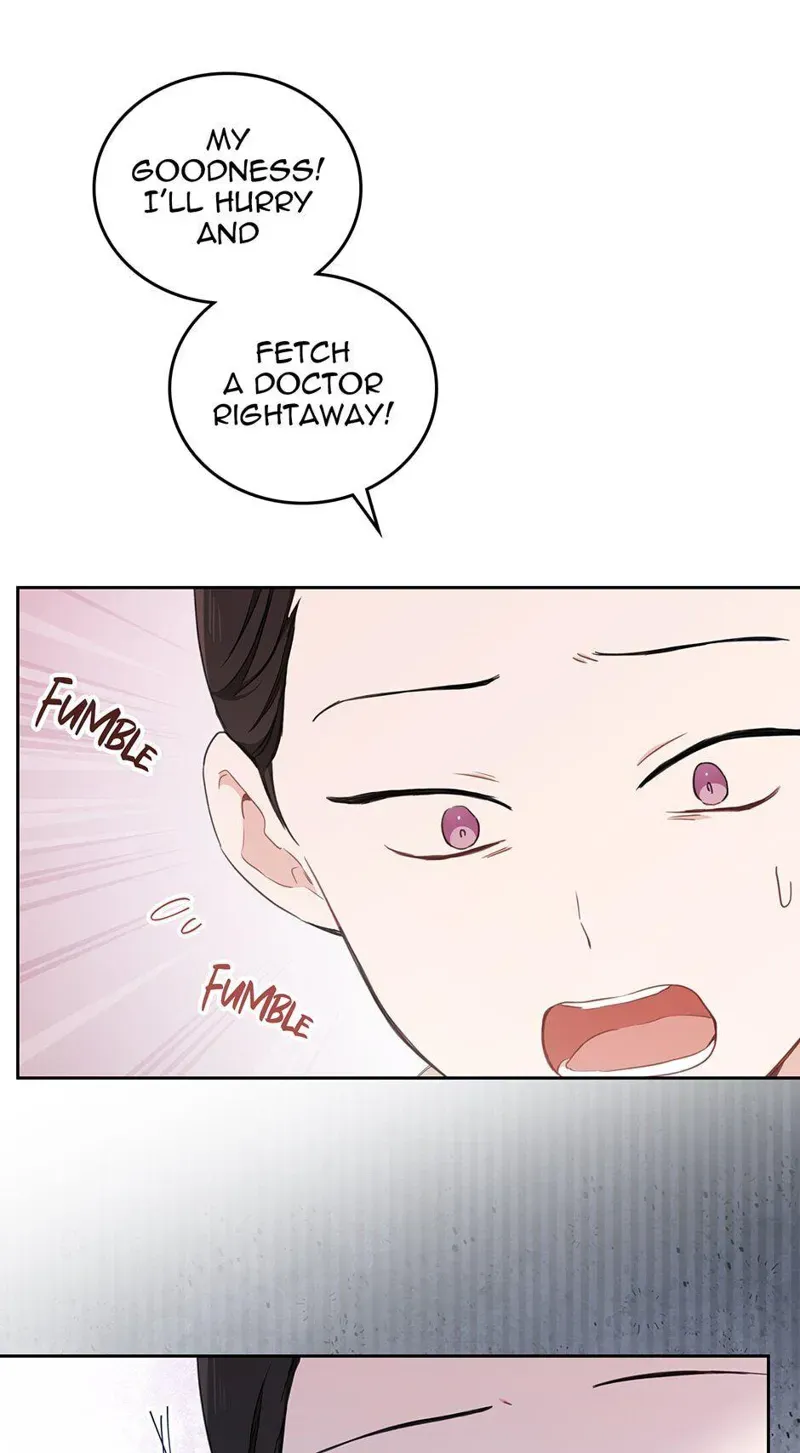 MY
GOODNESS!
I'LL HURRY
AND
FETCH
A DOCTOR
RIGHTAWAY!
FUMBLE
FUMBLE